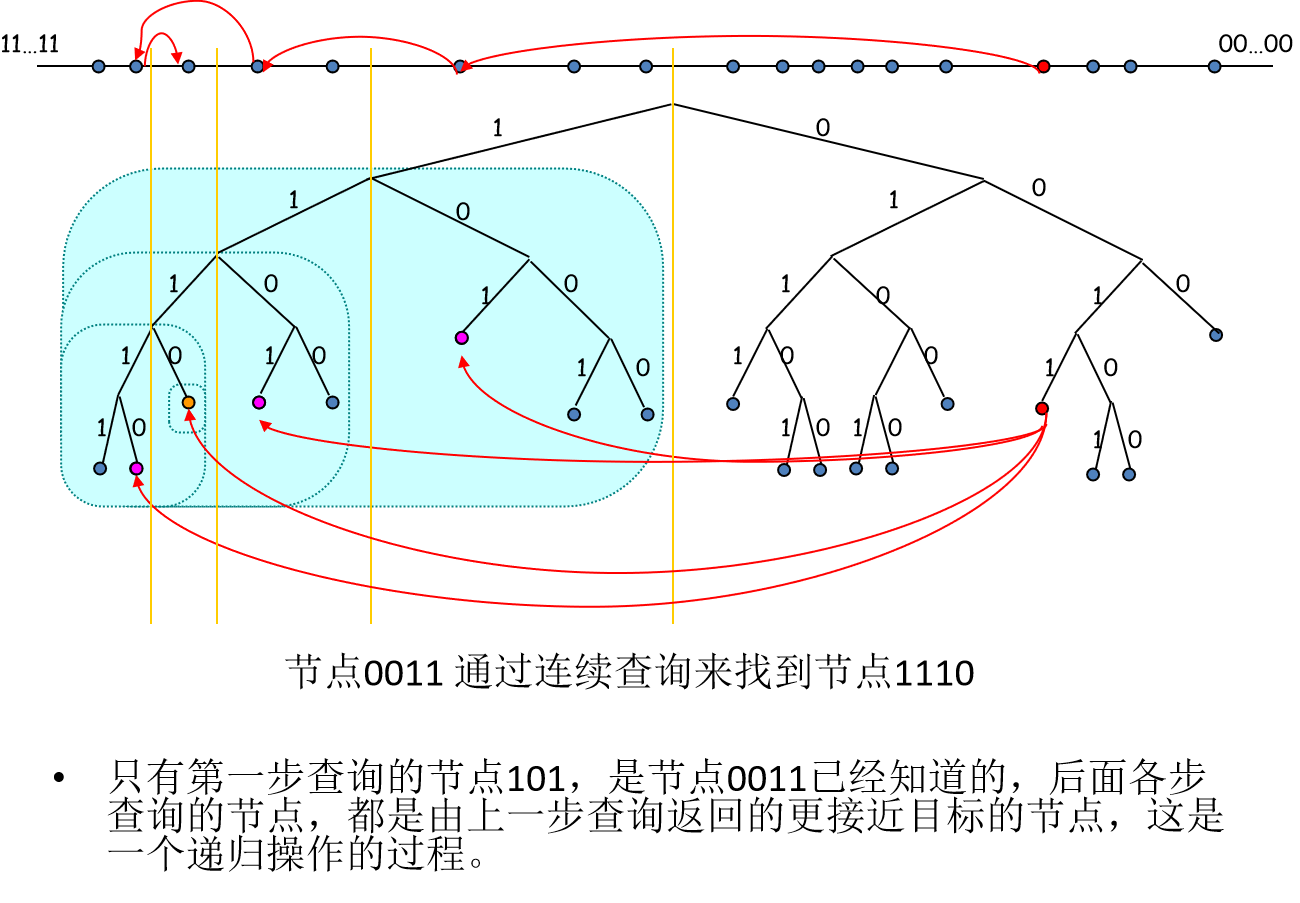 11…11 00…00
1 0
1 0 1 0
1 0 1 0 1 0 1 0
1 0 1 0 1 0 1 0 1 0 1 0
1 0 1 0 1 0 1 0
节点0011 通过连续查询来找到节点1110
• 只有第一步查询的节点101，是节点0011已经知道的，后面各步
查询的节点，都是由上一步查询返回的更接近目标的节点，这是
一个递归操作的过程。